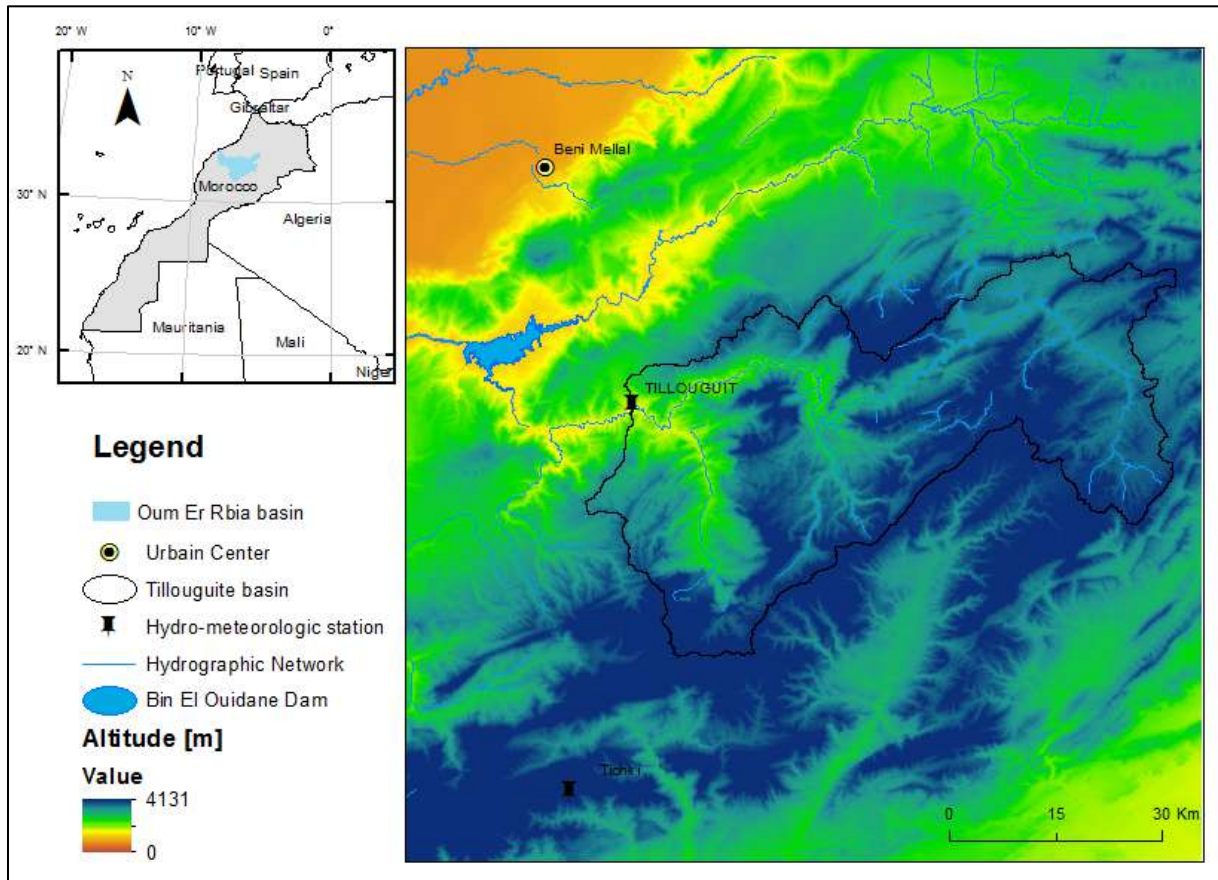 20° W 10° W 0°
N
Portugal Spain
Gibraltar
30° N
Morocco
Algeria
20° N
Mauritania
Mali
Niger
Legend
Oum Er Rbia basin
Urbain Center
Tillouguite basin
Hydro-meteorologic station
Hydrographic Network
Bin El Ouidane Dam
Altitude [m]
Value
4131
0
Beni Mellal
TILLOUGUIT
Tichki
0 15 30 Km